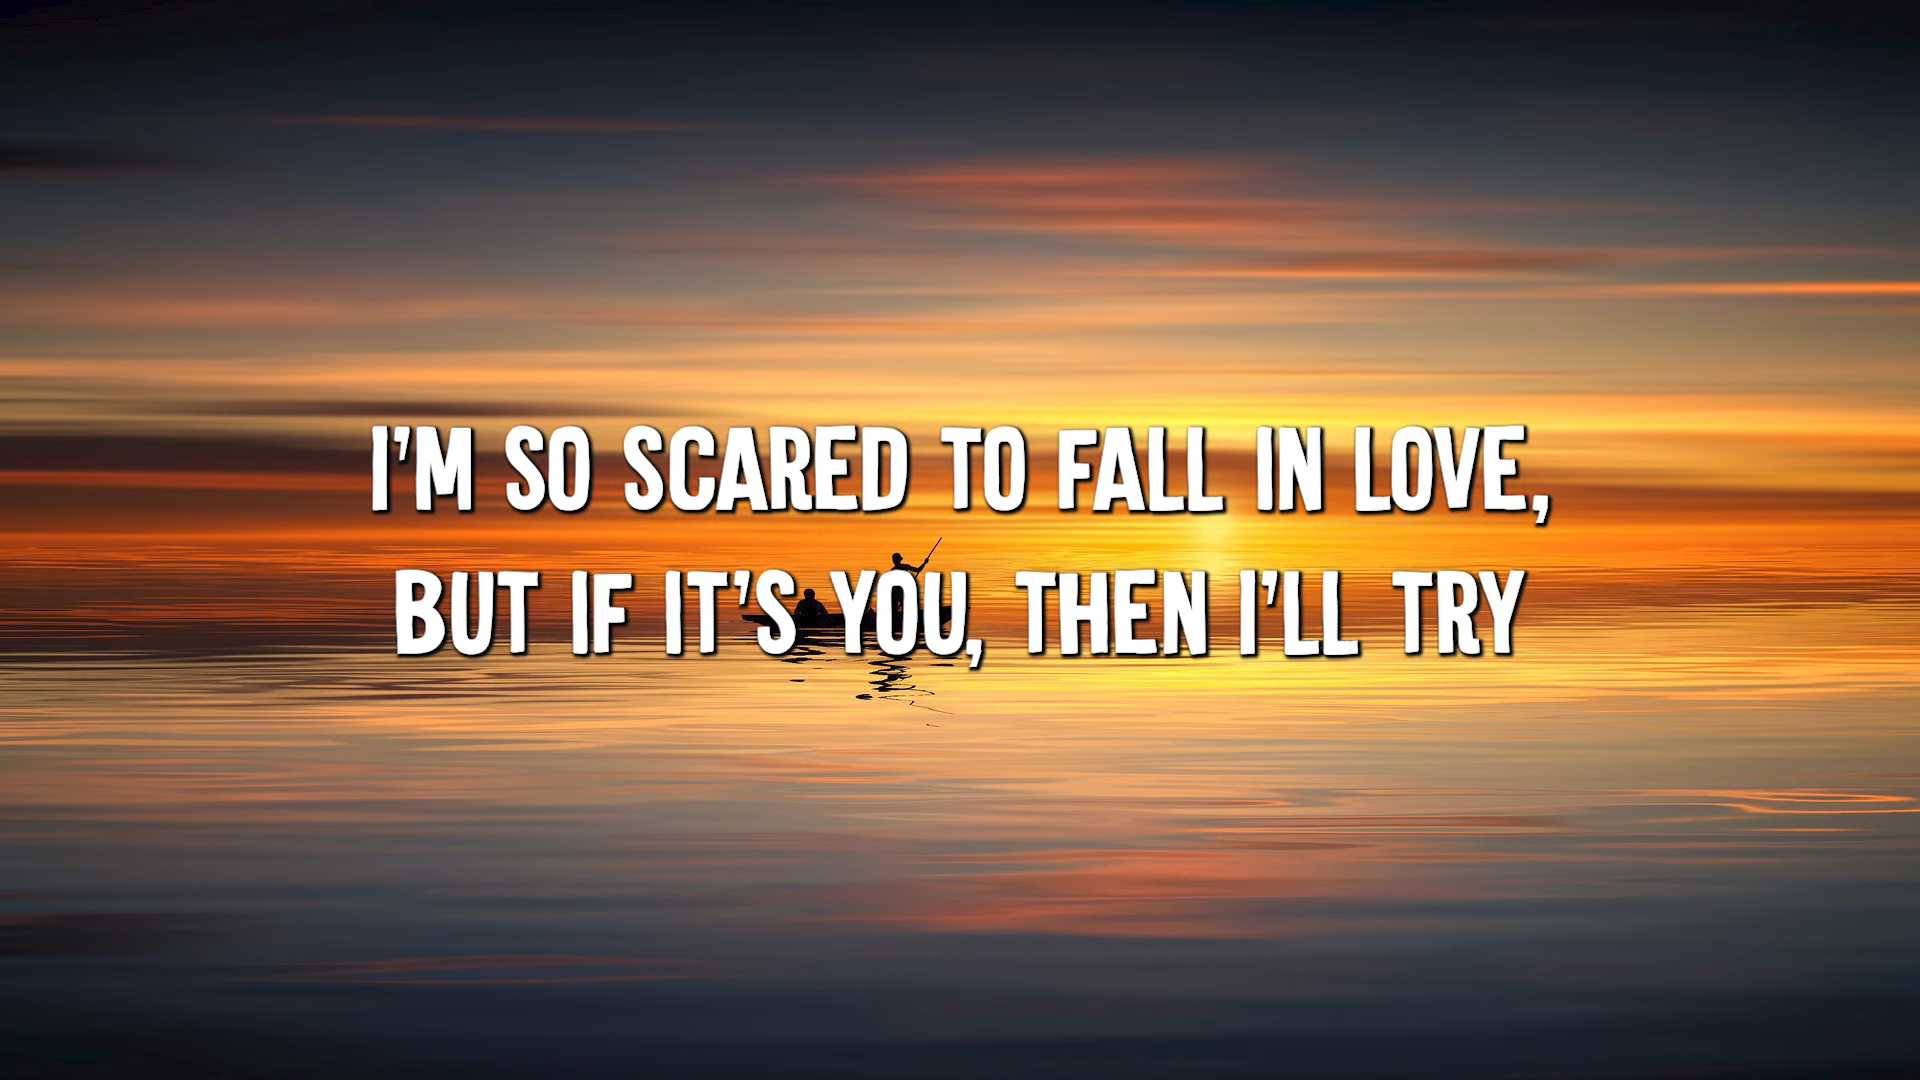 I'M SO SCARED TO FALL IN LOVE,
BUT IF IT'S YOU, THEN I'LL TRY